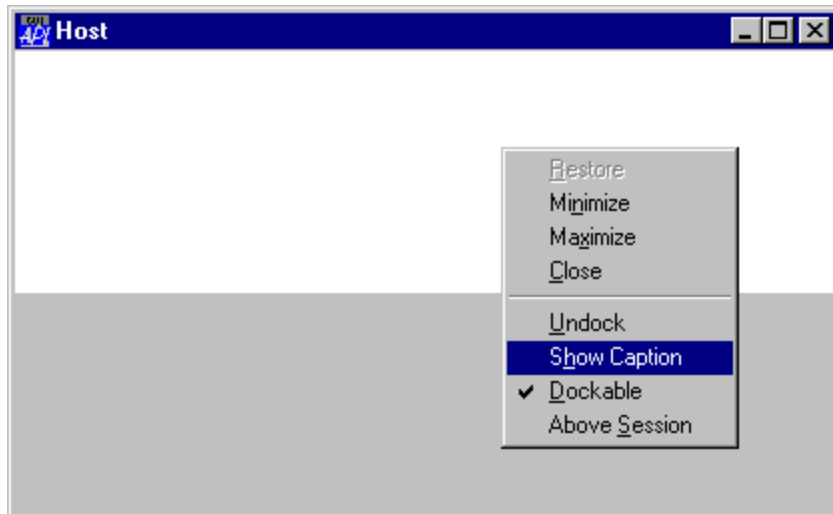 Host
Restore
Minimize
Maximize
Close
Undock
Show Caption
Dockable
Above Session